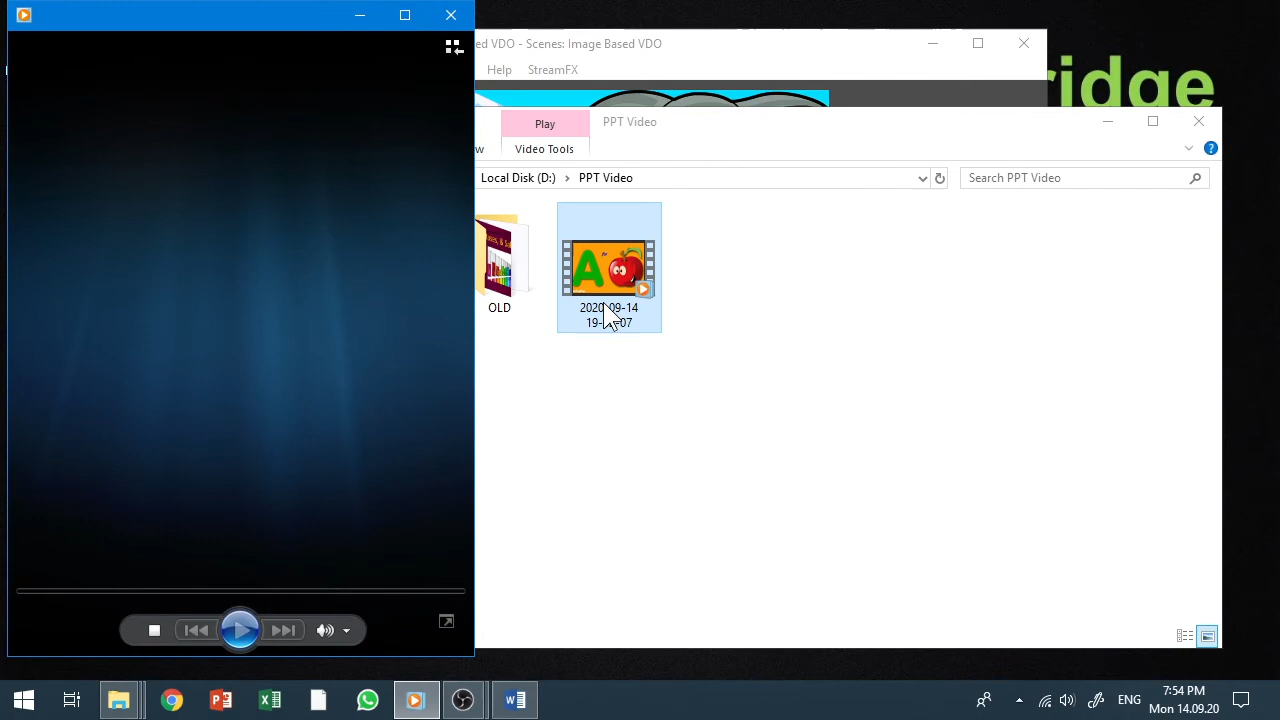 ed VDO - Scenes: Image Based VDO
Help StreamFX
ridge
Play
PPT Video
w
Video Tools
Local Disk (D:) > PPT Video
Search PPT Video
A
OLD
2020-09-14
ENG
7:54 PM
Mon 14.09.20